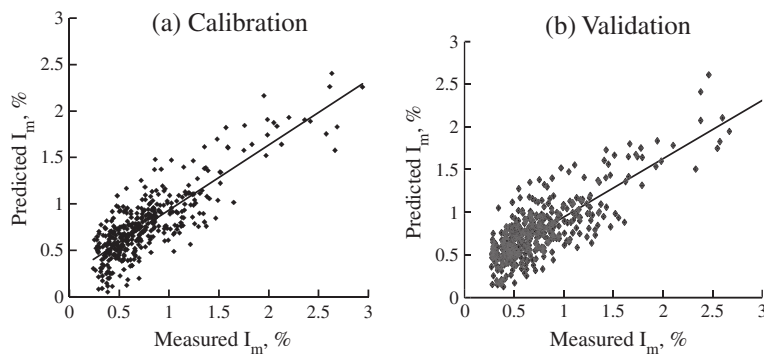 (a) Calibration
3
2.5
2
1.5
1
0.5
0
Predicted I_m, %
0 0.5 1 1.5 2 2.5 3
Measured I_m, %
(b) Validation
3
2.5
2
1.5
1
0.5
0
Predicted I_m, %
0 0.5 1 1.5 2 2.5 3
Measured I_m, %